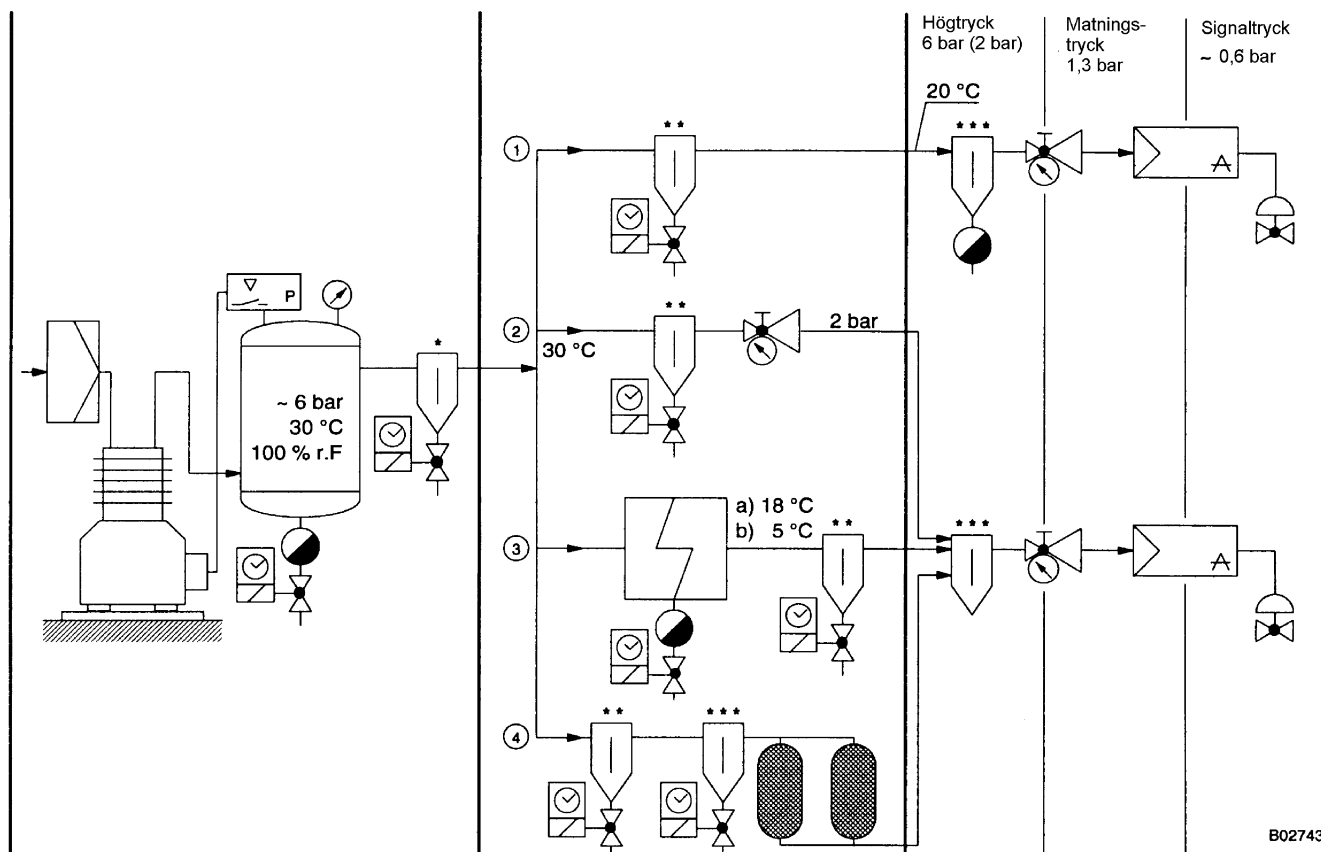 Högtryck
6 bar (2 bar)
Matnings-
tryck
1,3 bar
Signaltryck
~ 0,6 bar
20 °C
1
**
***
A
2
30 °C
**
2 bar
P
*
~ 6 bar
30 °C
100 % r.F
3
a) 18 °C
b) 5 °C
**
***
A
4
**
***
B02743